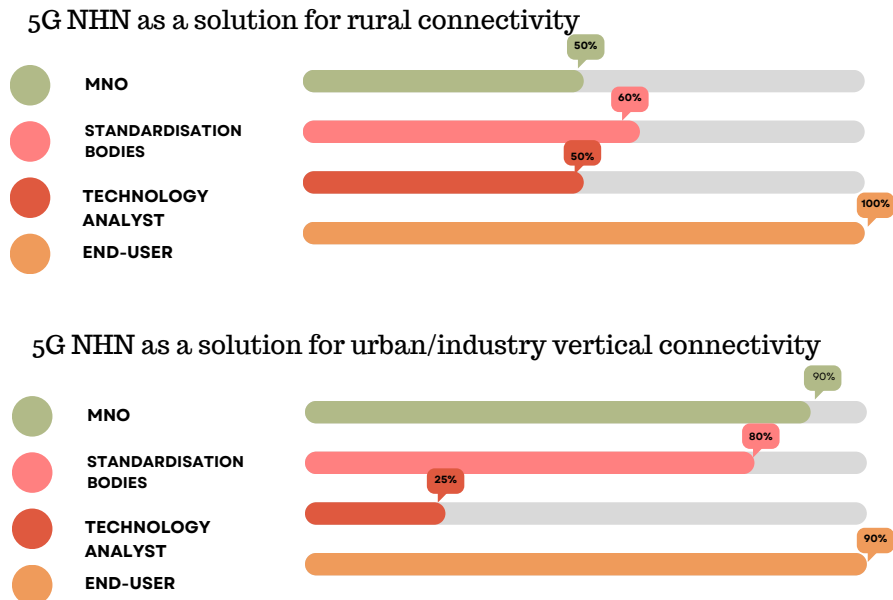 5G NHN as a solution for rural connectivity
50%
MNO
60%
STANDARDISATION
BODIES
50%
TECHNOLOGY
ANALYST
100%
END-USER
5G NHN as a solution for urban/industry vertical connectivity
90%
MNO
80%
STANDARDISATION
BODIES
25%
TECHNOLOGY
ANALYST
90%
END-USER